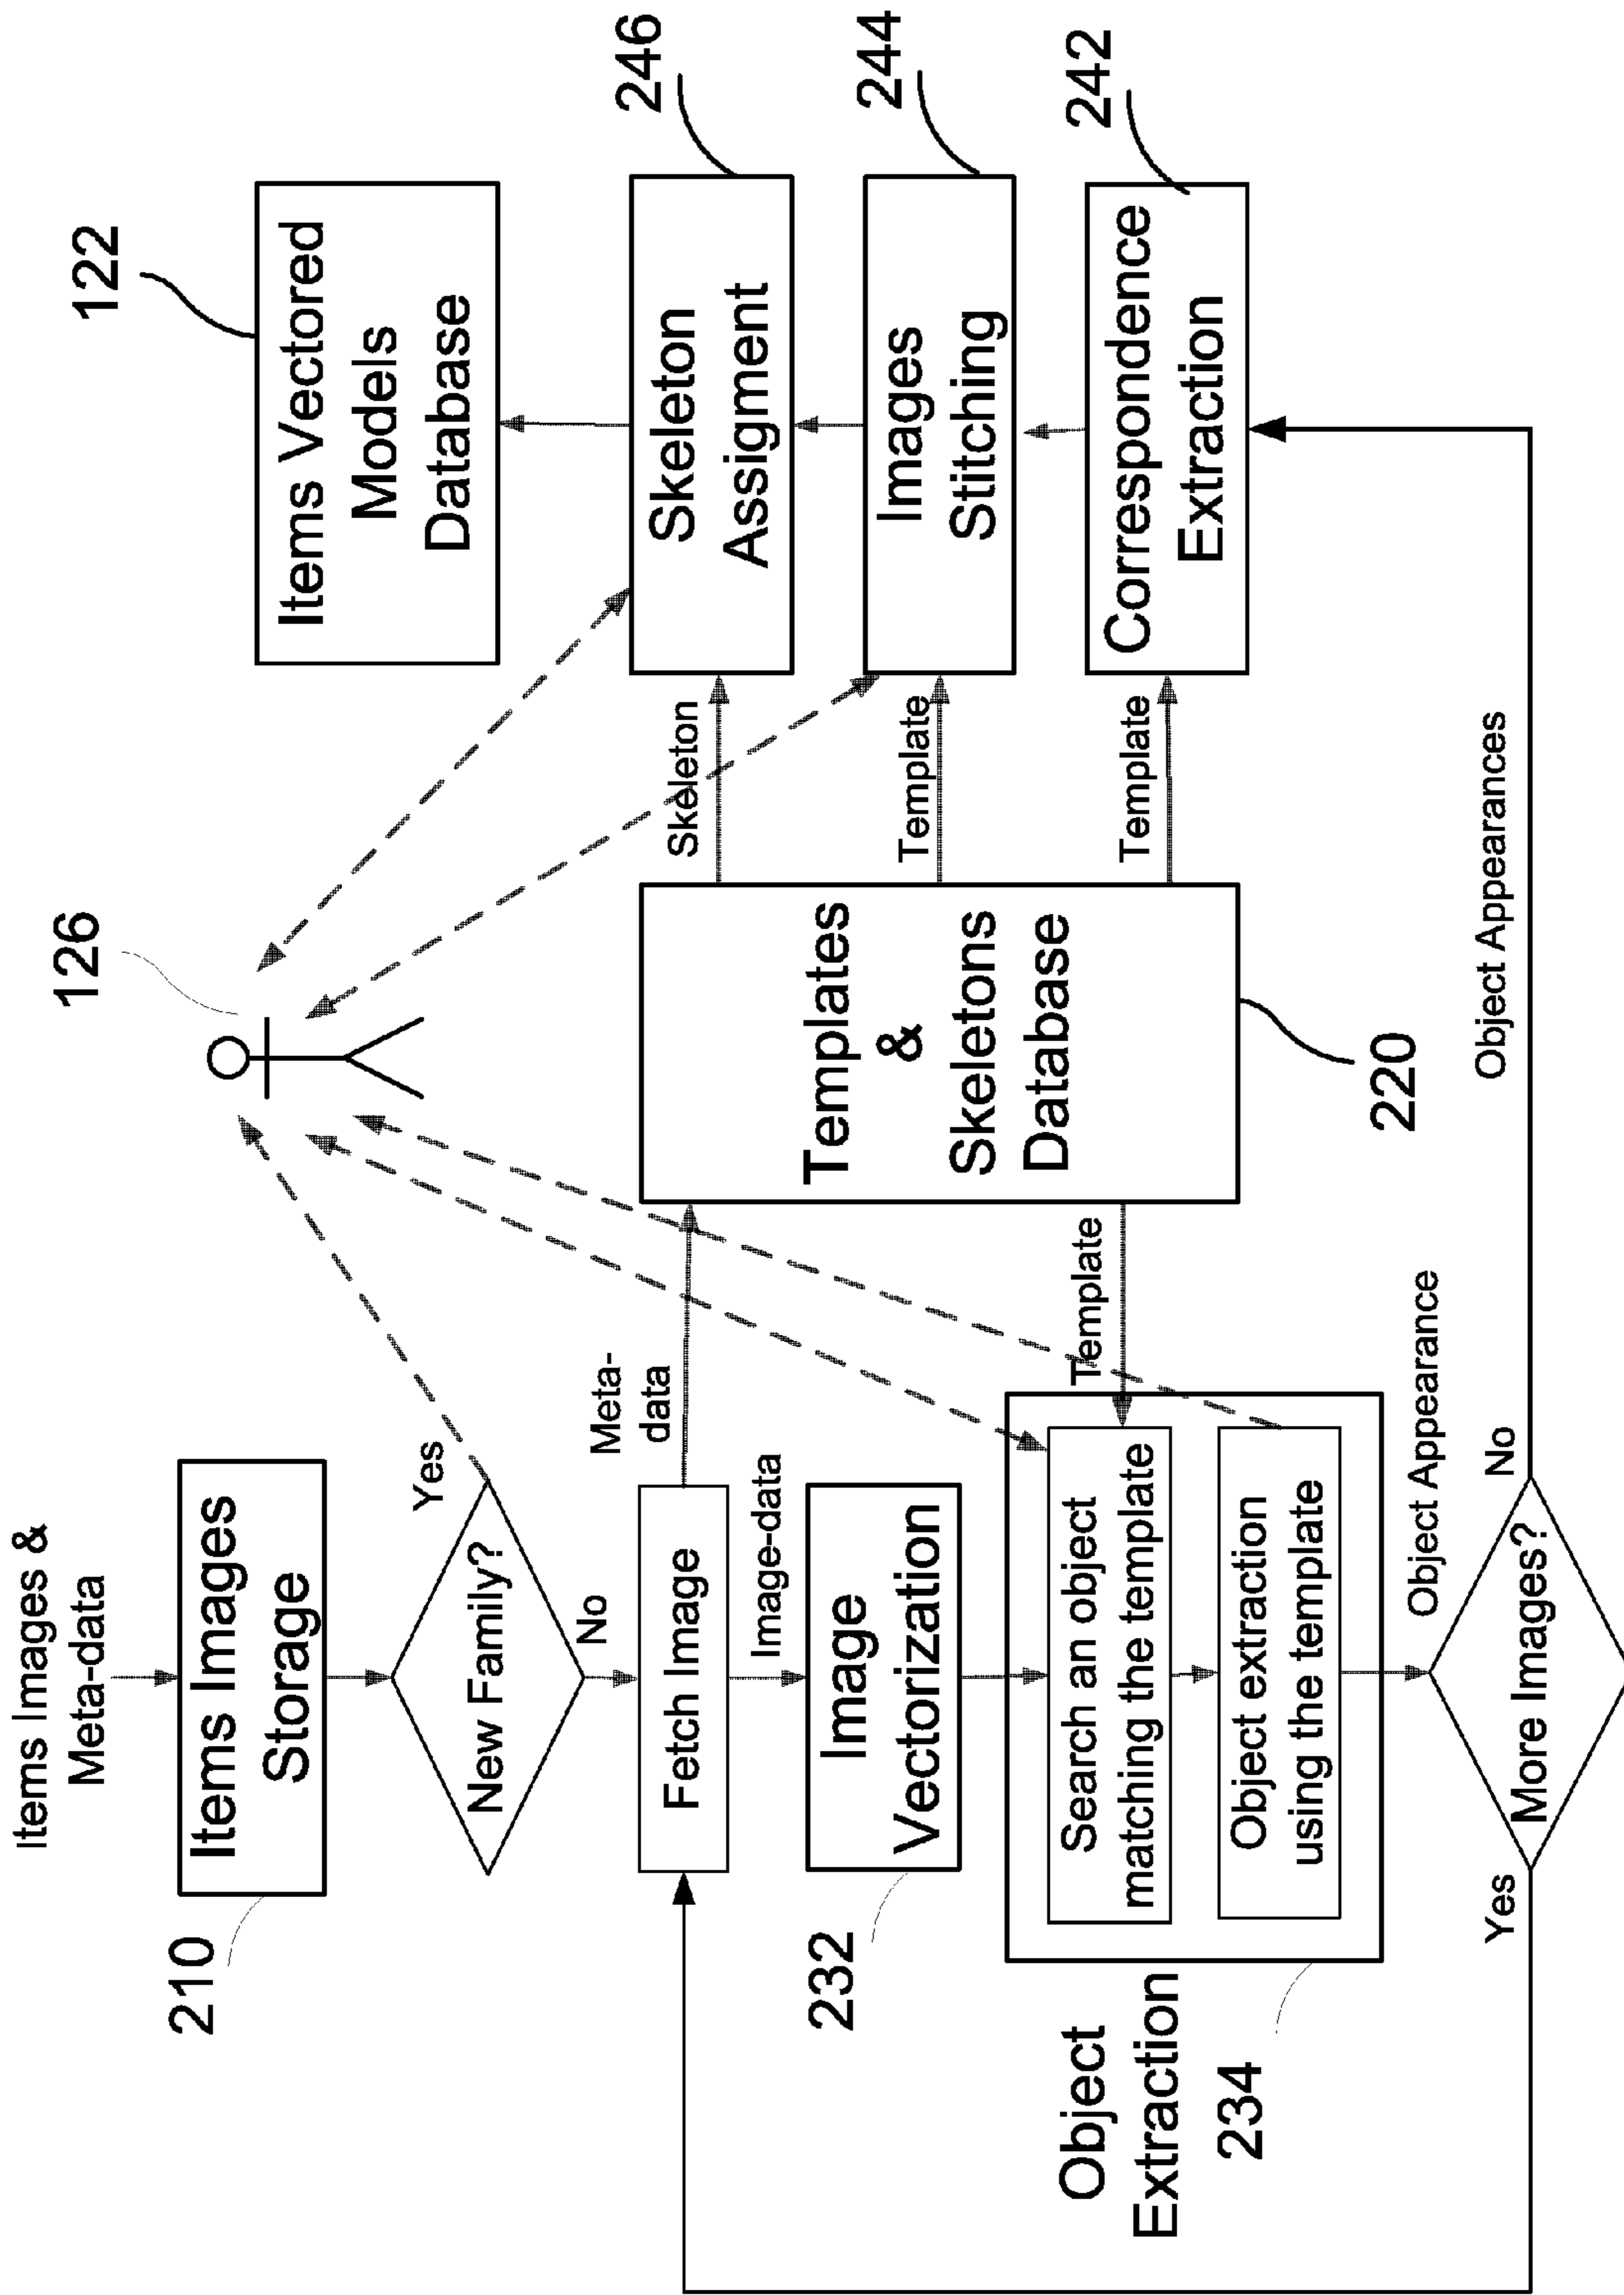 Items Images &
Meta-data
210
Items Images
Storage
New Family?
Yes
No
Fetch Image
Meta-
data
Image-data
232
Image
Vectorization
Object
Extraction
234
Search an object
matching the template
Object extraction
using the template
Template
Object Appearance
More Images?
Yes
No
Object Appearances
126
Templates
&
Skeletons
Database
220
Skeleton
Template
Template
122
Items Vectored
Models
Database
246
Skeleton
Assigment
244
Images
Stitching
242
Correspondence
Extraction